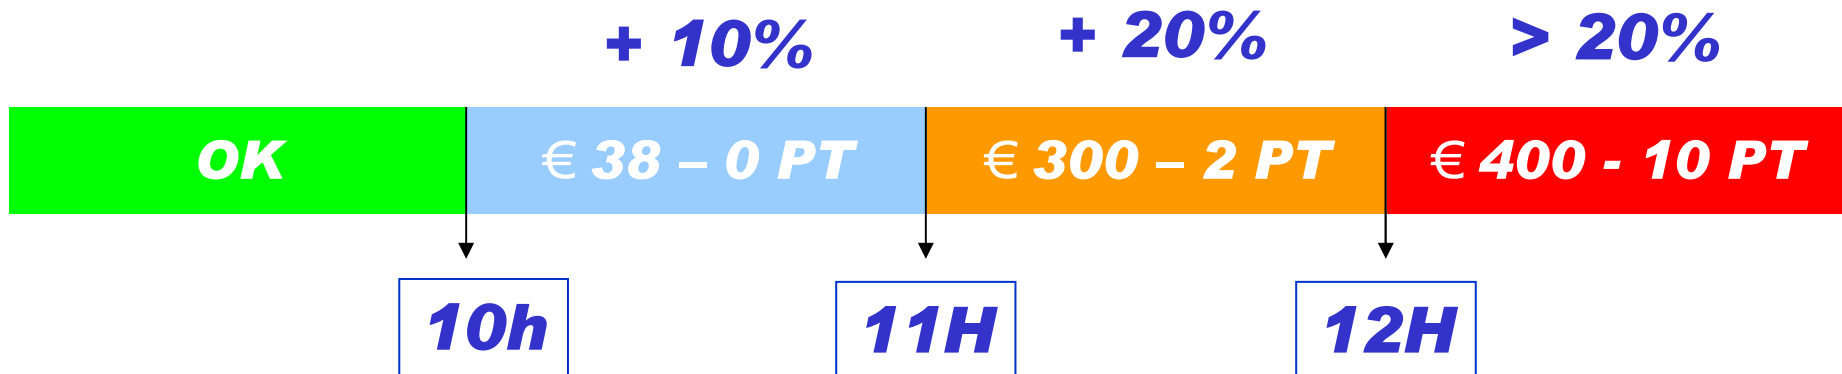 + 10% + 20% > 20%
OK € 38 – 0 PT € 300 – 2 PT € 400 - 10 PT
10h 11H 12H